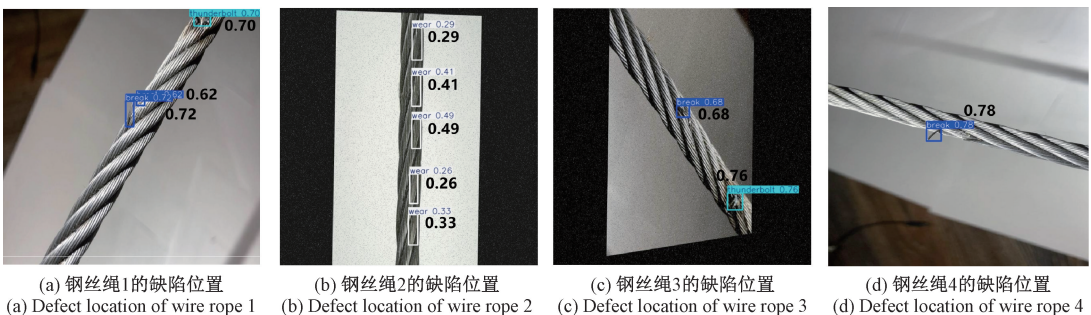 thunderbolt 0.70
0.70
break 0.72
62
0.62
0.72
wear 0.29
0.29
wear 0.41
0.41
wear 0.49
0.49
wear 0.26
0.26
wear 0.33
0.33
break 0.68
0.68
0.76
thunderbolt 0.76
0.78
break 0.78
(a) 钢丝绳1的缺陷位置
(a) Defect location of wire rope 1
(b) 钢丝绳2的缺陷位置
(b) Defect location of wire rope 2
(c) 钢丝绳3的缺陷位置
(c) Defect location of wire rope 3
(d) 钢丝绳4的缺陷位置
(d) Defect location of wire rope 4